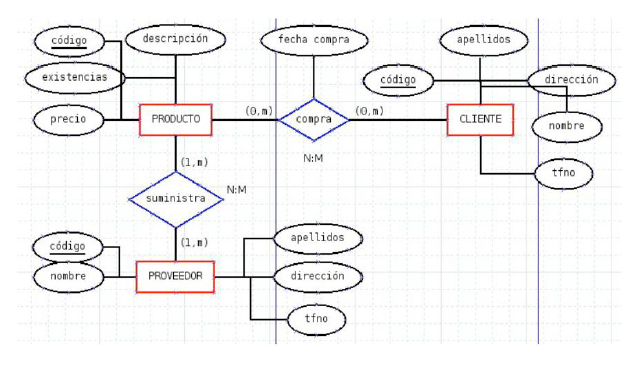 código
descripción
fecha compra
apellidos
existencias
código
dirección
precio
PRODUCTO
(0,m)
compra
(0,m)
CLIENTE
nombre
N:M
(1,m)
tfno
suministra
N:M
(1,m)
código
apellidos
nombre
PROVEEDOR
dirección
tfno